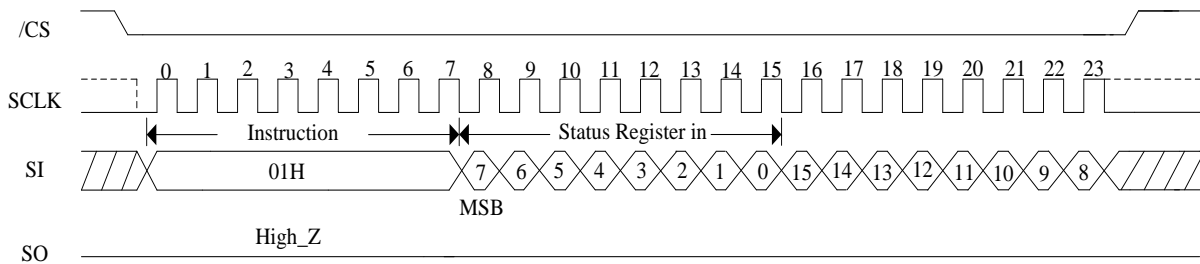 /CS
0 1 2 3 4 5 6 7 8 9 10 11 12 13 14 15 16 17 18 19 20 21 22 23
SCLK
Instruction Status Register in
SI 01H 7 6 5 4 3 2 1 0 15 14 13 12 11 10 9 8
MSB
High_Z
SO